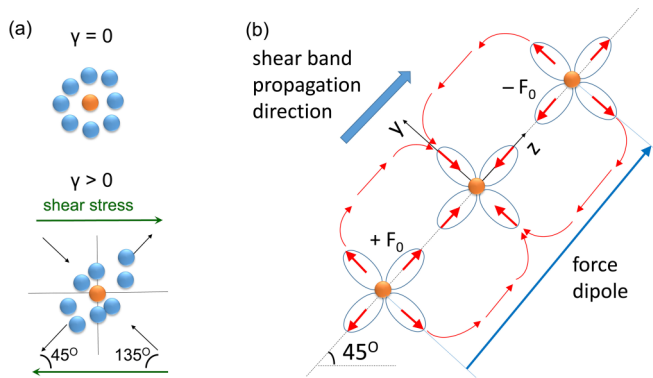 (a)
γ = 0
γ > 0
shear stress
45O
135O
(b)
shear band
propagation
direction
− F0
y
z
+ F0
force
dipole
45O